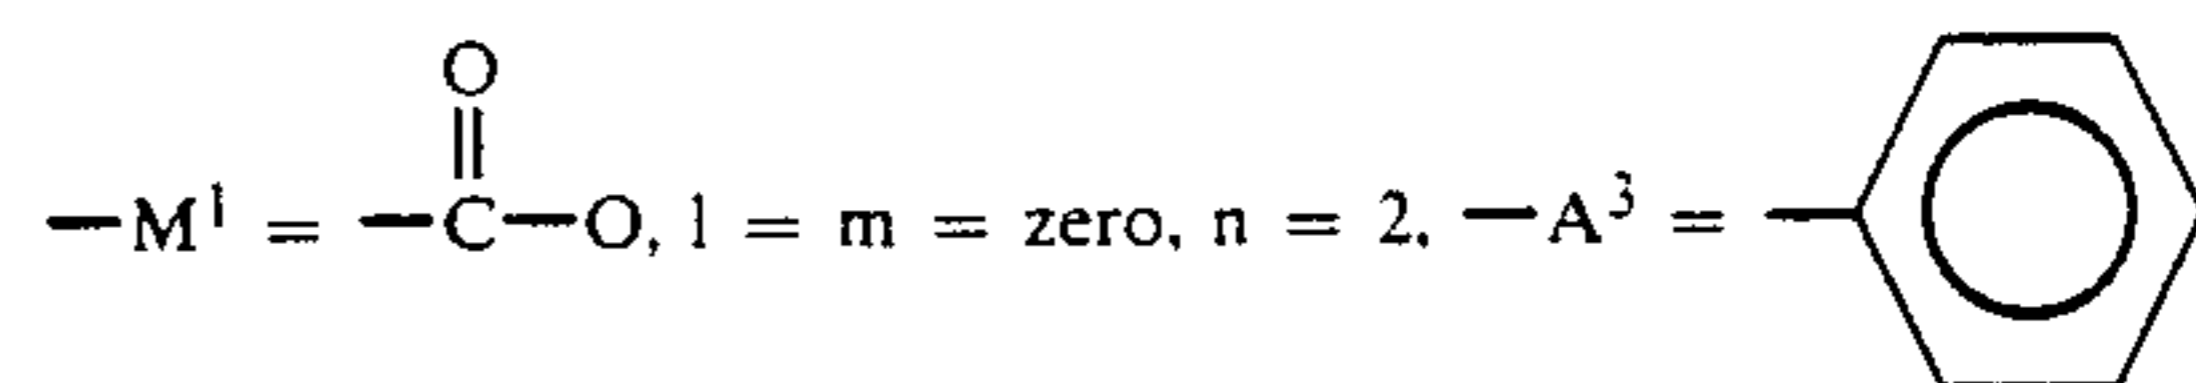 O
—M¹ = —C—O, l = m = zero, n = 2, —A³ =